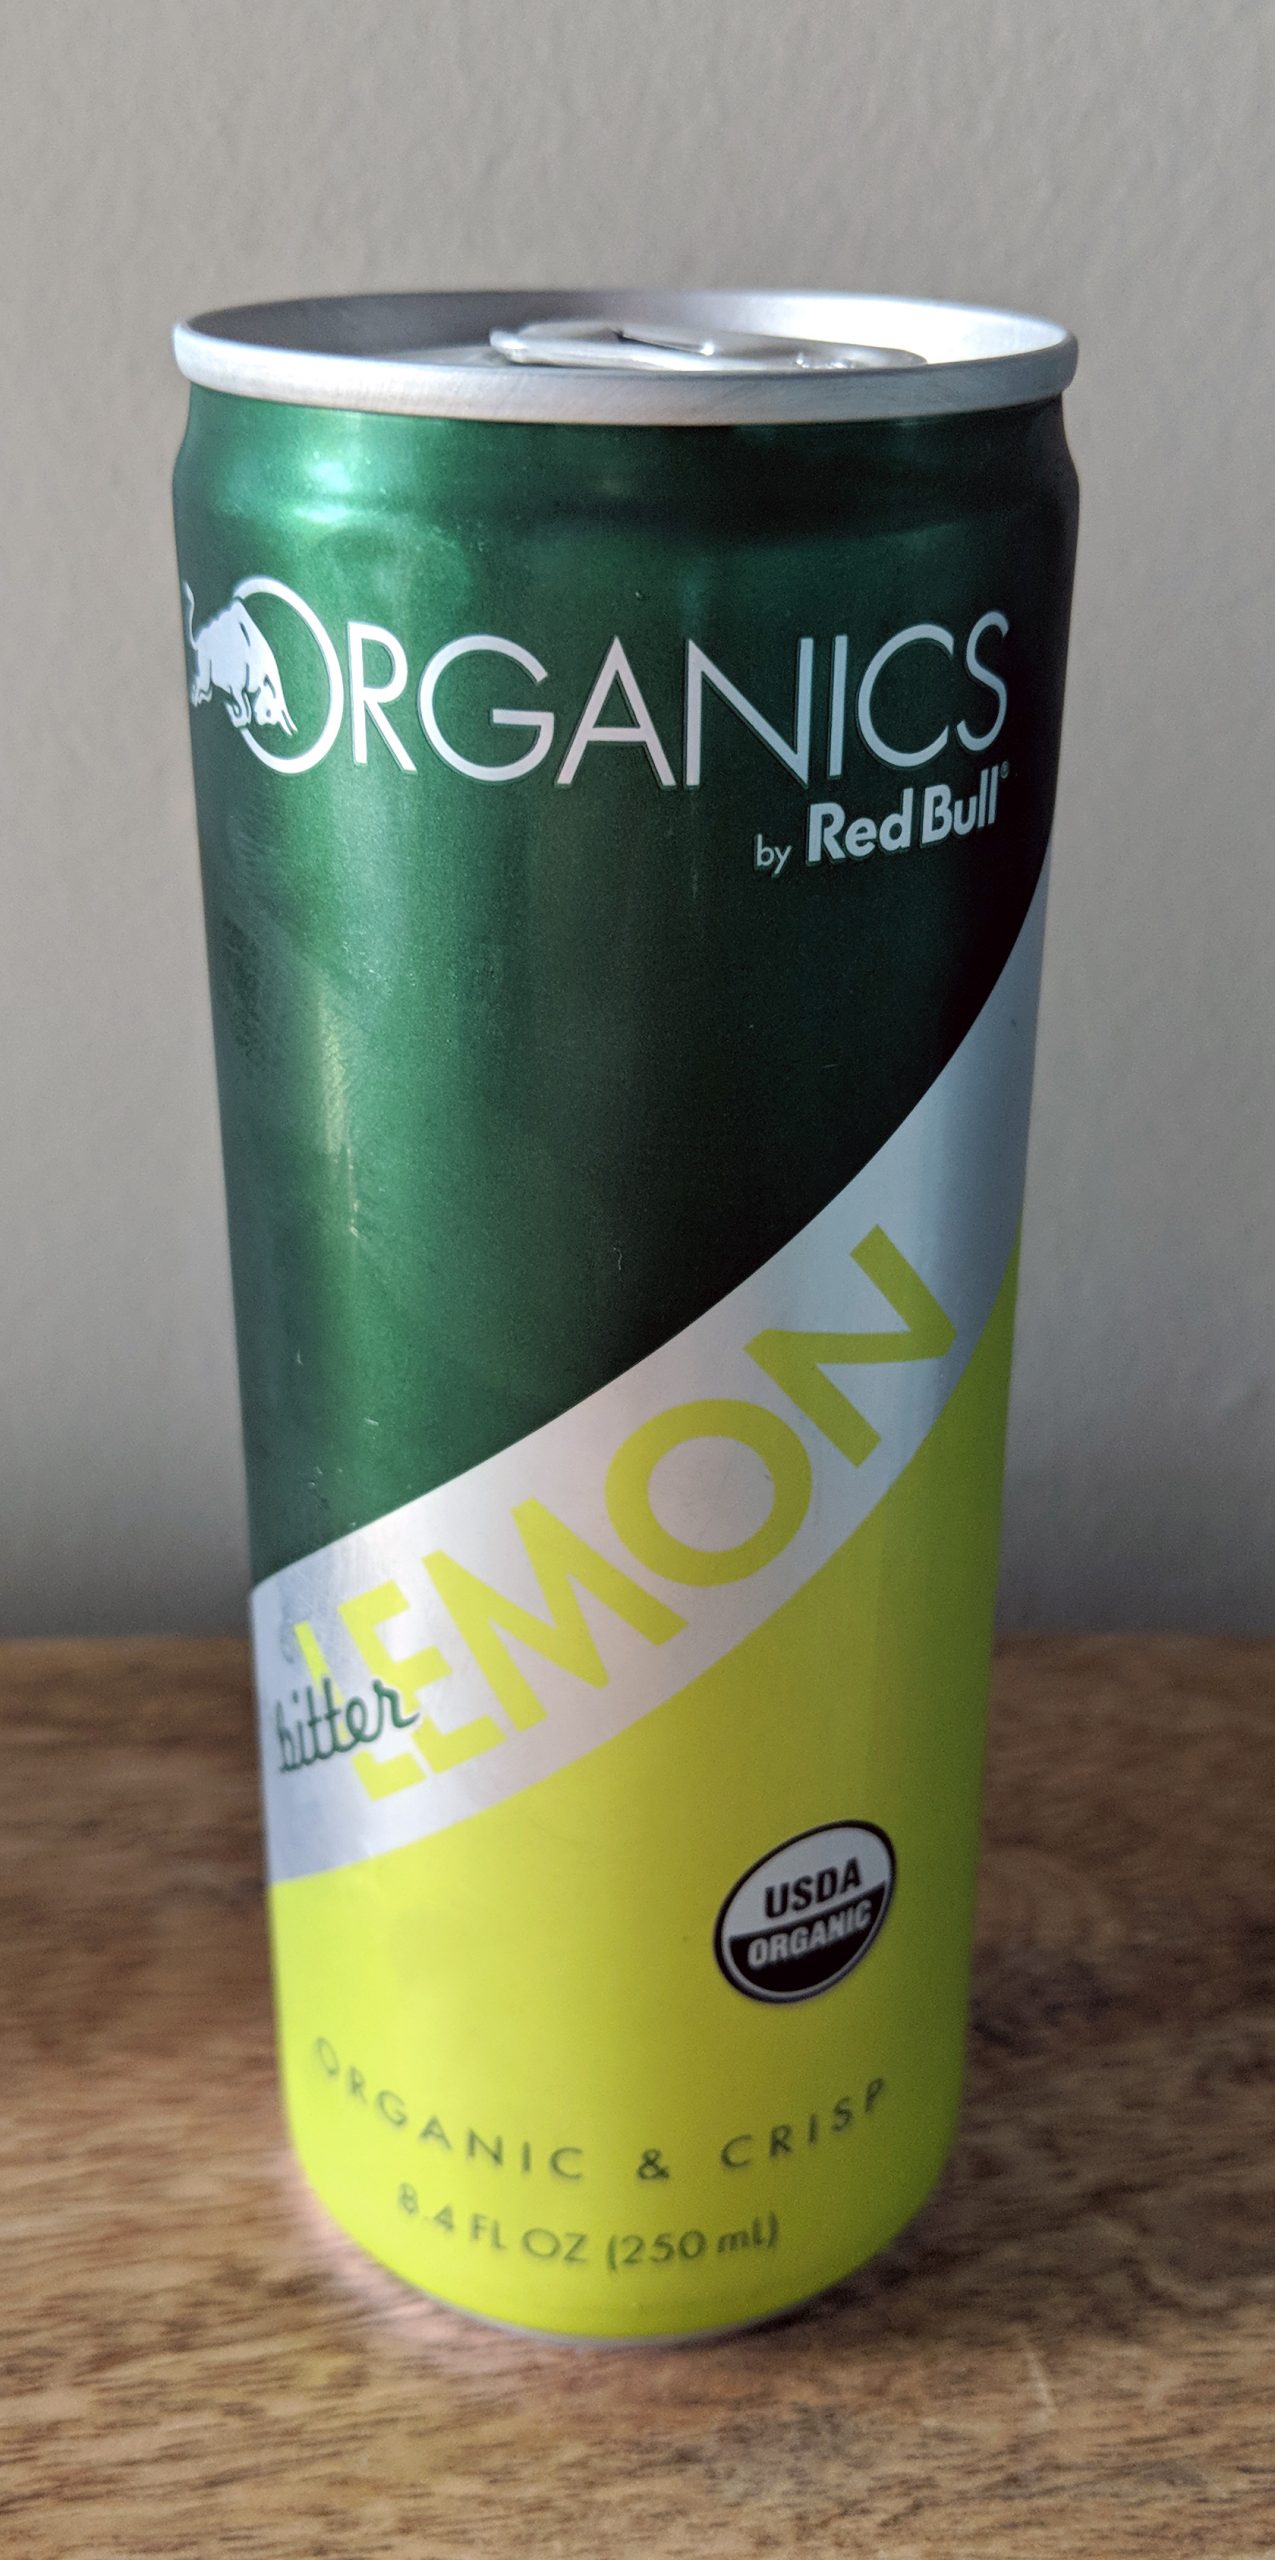 ORGANICS
by Red Bull®
bitter
LEMON
USDA
ORGANIC
ORGANIC & CRISP
8.4 FL OZ (250 mL)